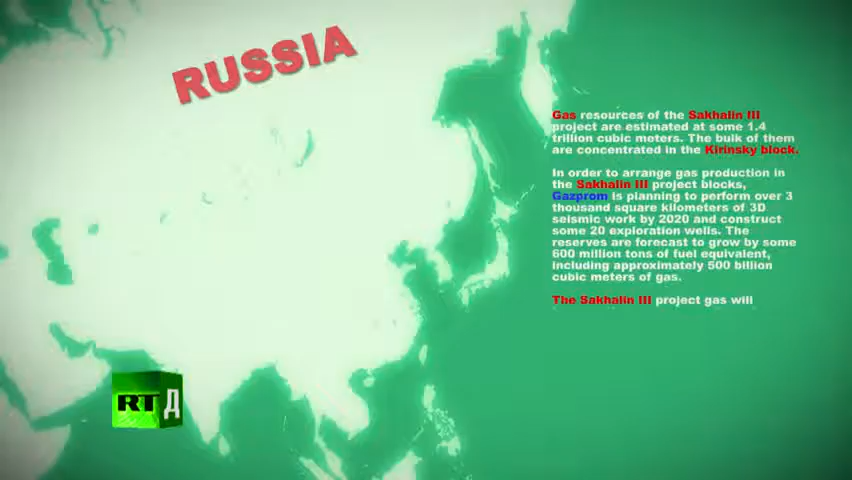 RUSSIA
Gas resources of the Sakhalin III
project are estimated at some 1.4
trillion cubic meters. The bulk of them
are concentrated in the Kirinsky block.
In order to arrange gas production in
the Sakhalin III project blocks,
Gazprom is planning to perform over 3
thousand square kilometers of 3D
seismic work by 2020 and construct
some 20 exploration wells. The
reserves are forecast to grow by some
600 million tons of fuel equivalent,
including approximately 500 billion
cubic meters of gas.
The Sakhalin III project gas will
RT Д